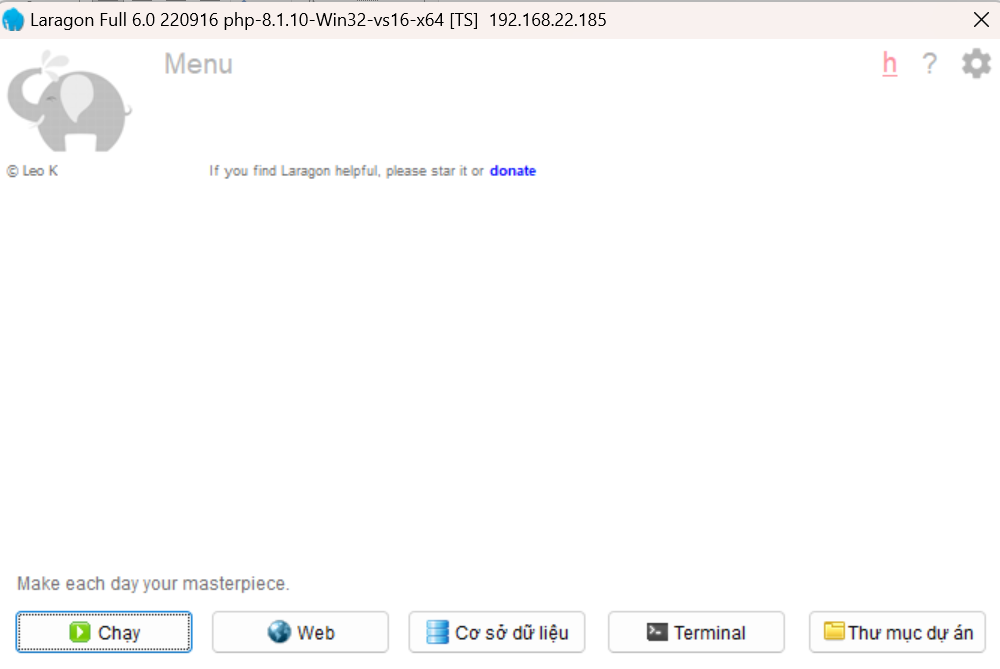 Laragon Full 6.0 220916 php-8.1.10-Win32-vs16-x64 [TS]  192.168.22.185
Menu
h ?
© Leo K
If you find Laragon helpful, please star it or donate
Make each day your masterpiece.
Chạy Web Cơ sở dữ liệu Terminal Thư mục dự án